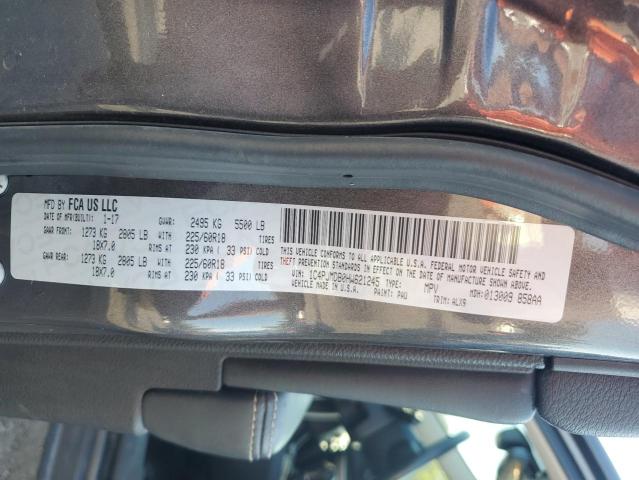 MFD BY FCA US LLC
DATE OF MFR(BUILT): 1-17 GVWR: 2495 KG 5500 LB
GAWR FRONT: 1273 KG 2805 LB 225/60R18 TIRES
18X7.0 RIMS AT 230 KPA / 33 PSI COLD
GAWR REAR: 1273 KG 2805 LB 225/60R18 TIRES
18X7.0 RIMS AT 230 KPA / 33 PSI COLD
THIS VEHICLE CONFORMS TO ALL APPLICABLE U.S.A. FEDERAL MOTOR VEHICLE SAFETY AND
THEFT PREVENTION STANDARDS IN EFFECT ON THE DATE OF MANUFACTURE SHOWN ABOVE.
VIN: TYPE: MPV MDH: 013009 858AA
VEHICLE MADE IN U.S.A. PAINT: PAU TRIM: ALX9